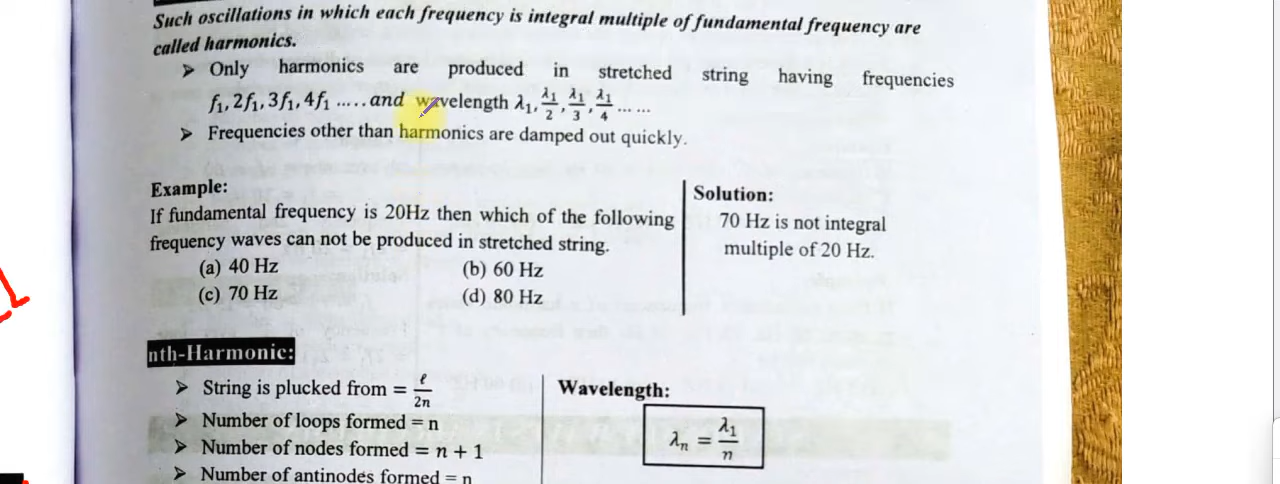 Such oscillations in which each frequency is integral multiple of fundamental frequency are
called harmonics.
➤ Only harmonics are produced in stretched string having frequencies
f₁, 2f₁, 3f₁, 4f₁ ..... and wavelength λ₁, λ₁/2, λ₁/3, λ₁/4 ... ...
➤ Frequencies other than harmonics are damped out quickly.
Example:
If fundamental frequency is 20Hz then which of the following
frequency waves can not be produced in stretched string.
(a) 40 Hz (b) 60 Hz
(c) 70 Hz (d) 80 Hz
Solution:
70 Hz is not integral
multiple of 20 Hz.
nth-Harmonic:
➤ String is plucked from = ℓ/2n
➤ Number of loops formed = n
➤ Number of nodes formed = n + 1
➤ Number of antinodes formed = n
Wavelength:
λₙ = λ₁/n